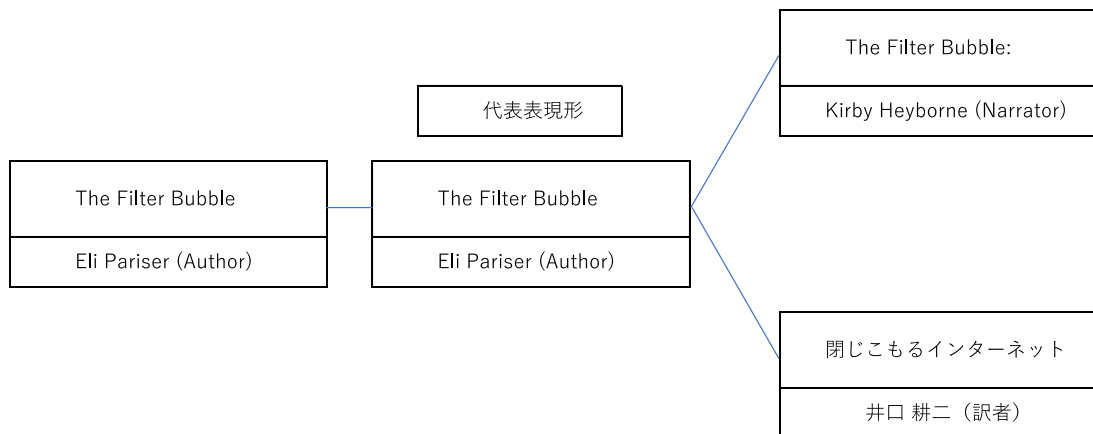 The Filter Bubble
Eli Pariser (Author)
代表表現形
The Filter Bubble
Eli Pariser (Author)
The Filter Bubble:
Kirby Heyborne (Narrator)
閉じこもるインターネット
井口 耕二（訳者）